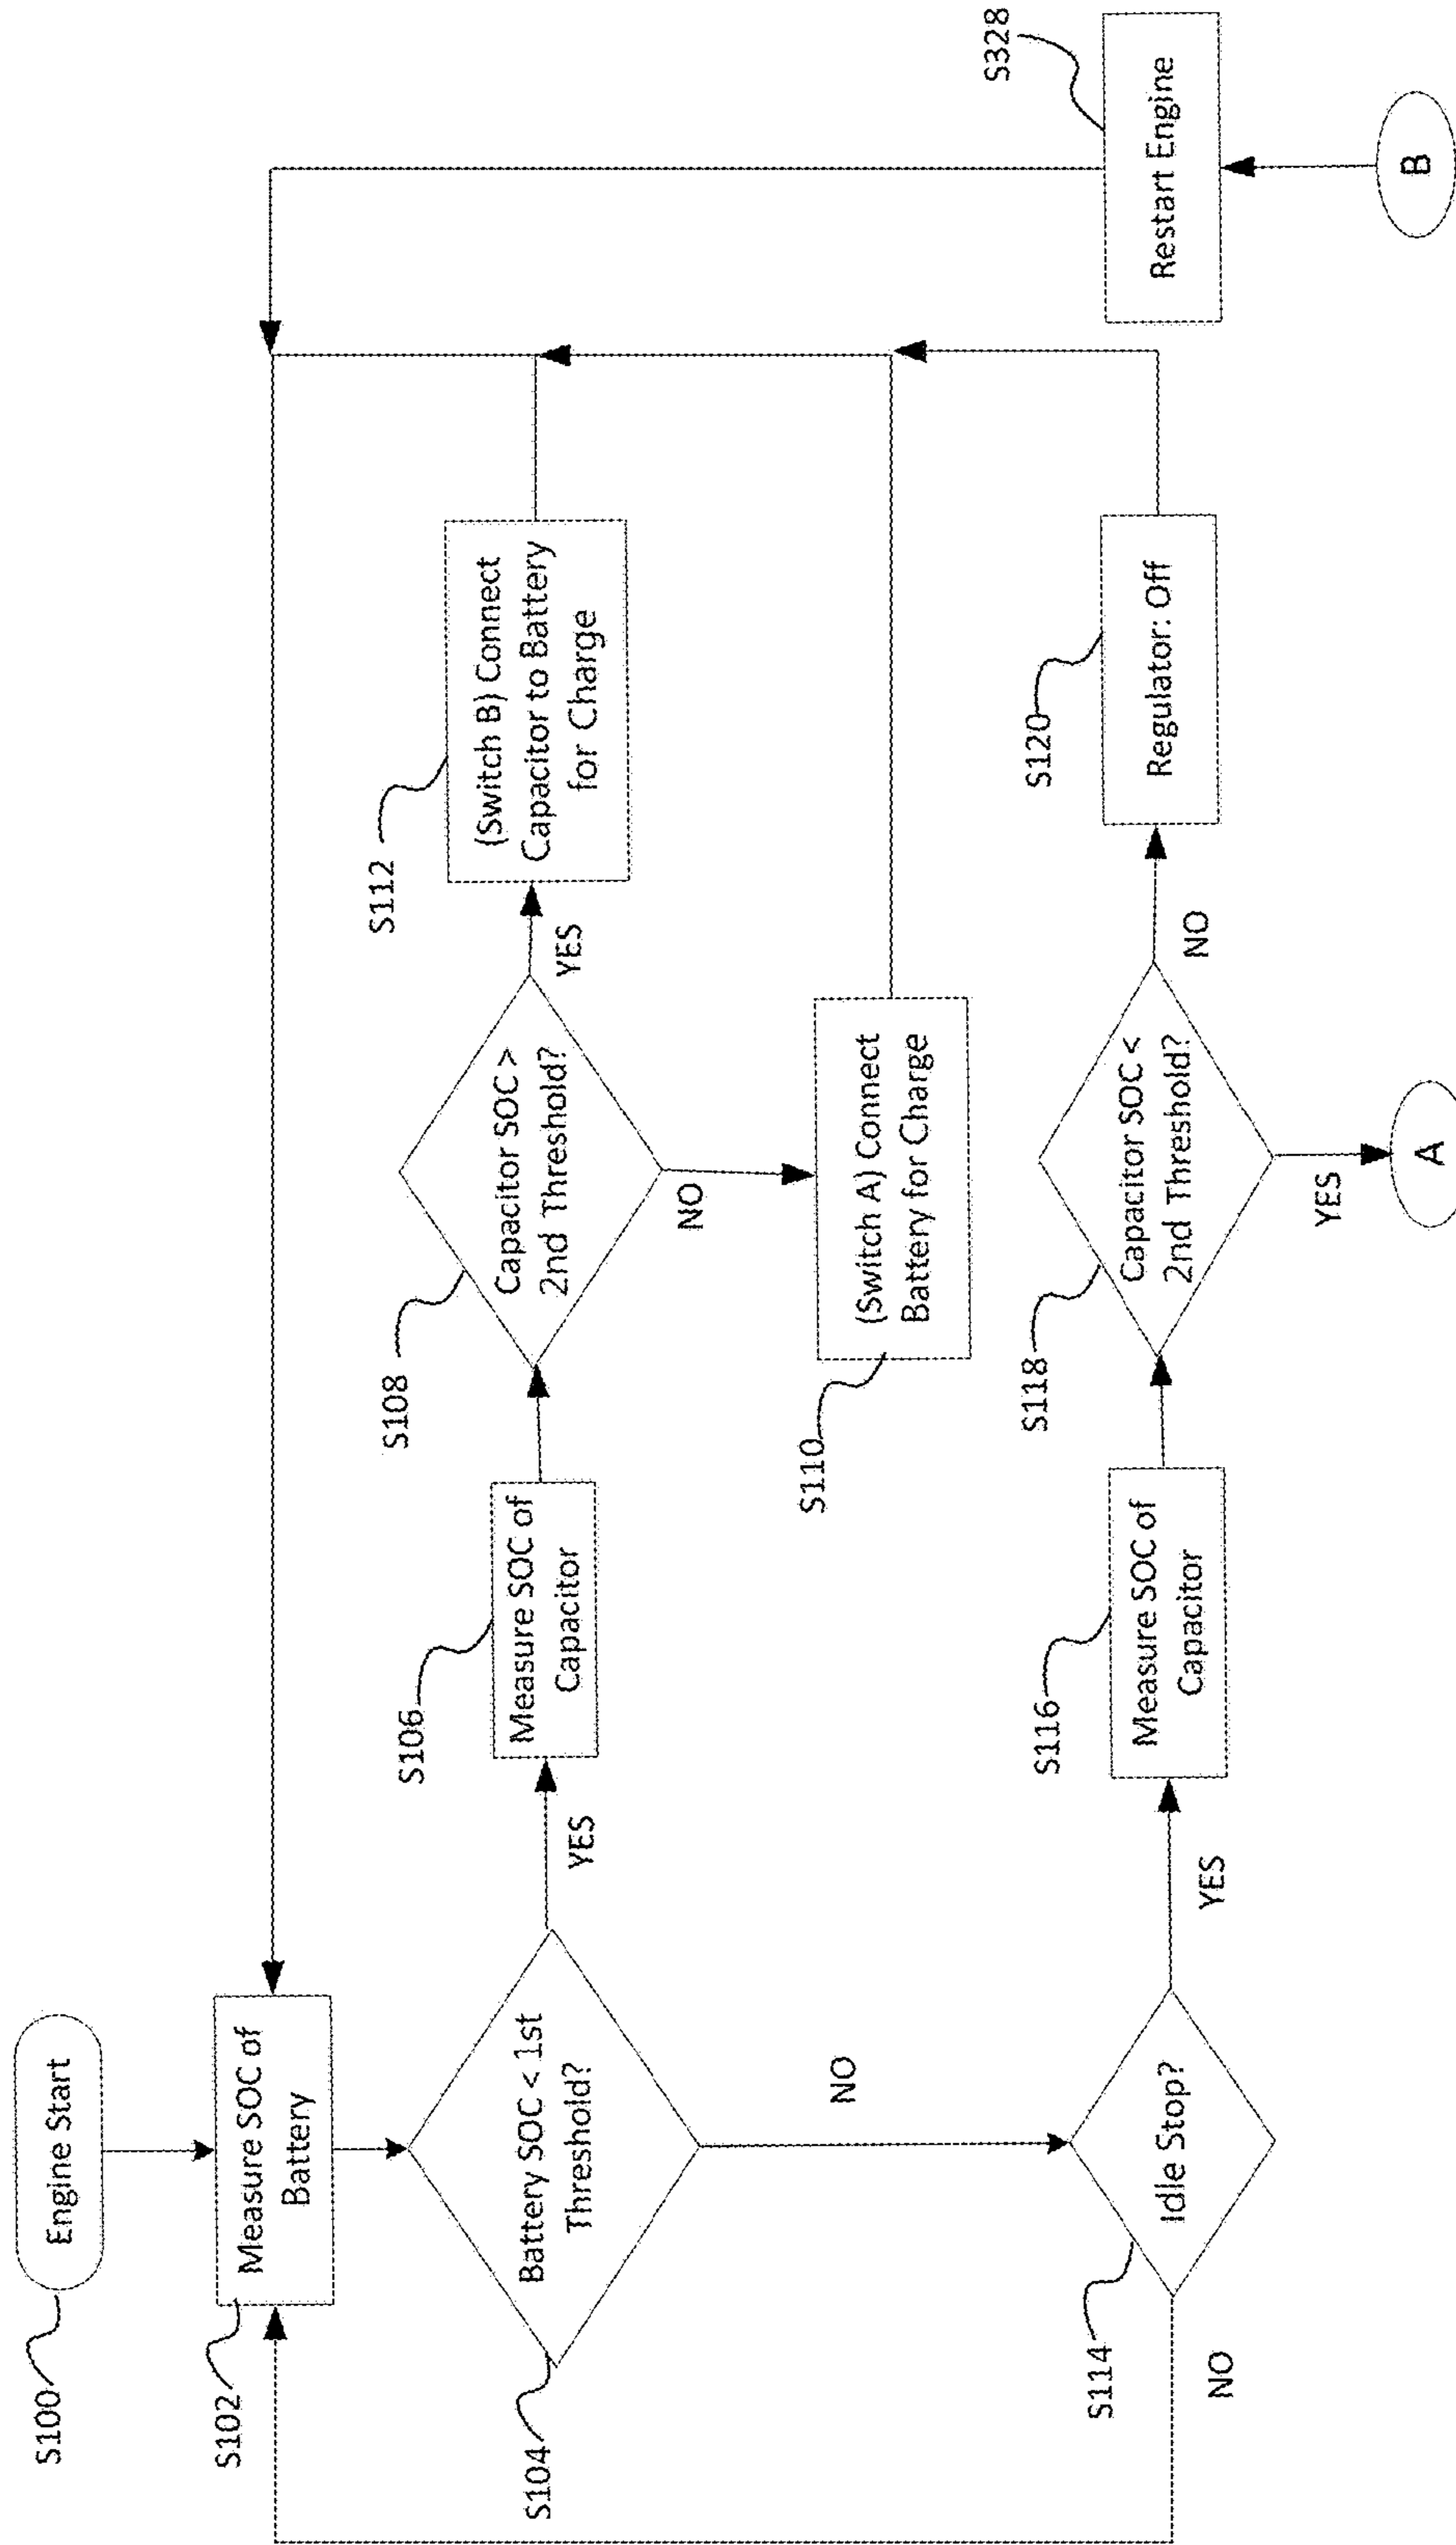 S100
Engine Start
S102
Measure SOC of
Battery
S104
Battery SOC < 1st
Threshold?
YES
S106
Measure SOC of
Capacitor
S108
Capacitor SOC >
2nd Threshold?
YES
S112
(Switch B) Connect
Capacitor to Battery
for Charge
NO
S110
(Switch A) Connect
Battery for Charge
NO
S114
Idle Stop?
NO
YES
S116
Measure SOC of
Capacitor
S118
Capacitor SOC <
2nd Threshold?
NO
S120
Regulator: Off
YES
A
S328
Restart Engine
B